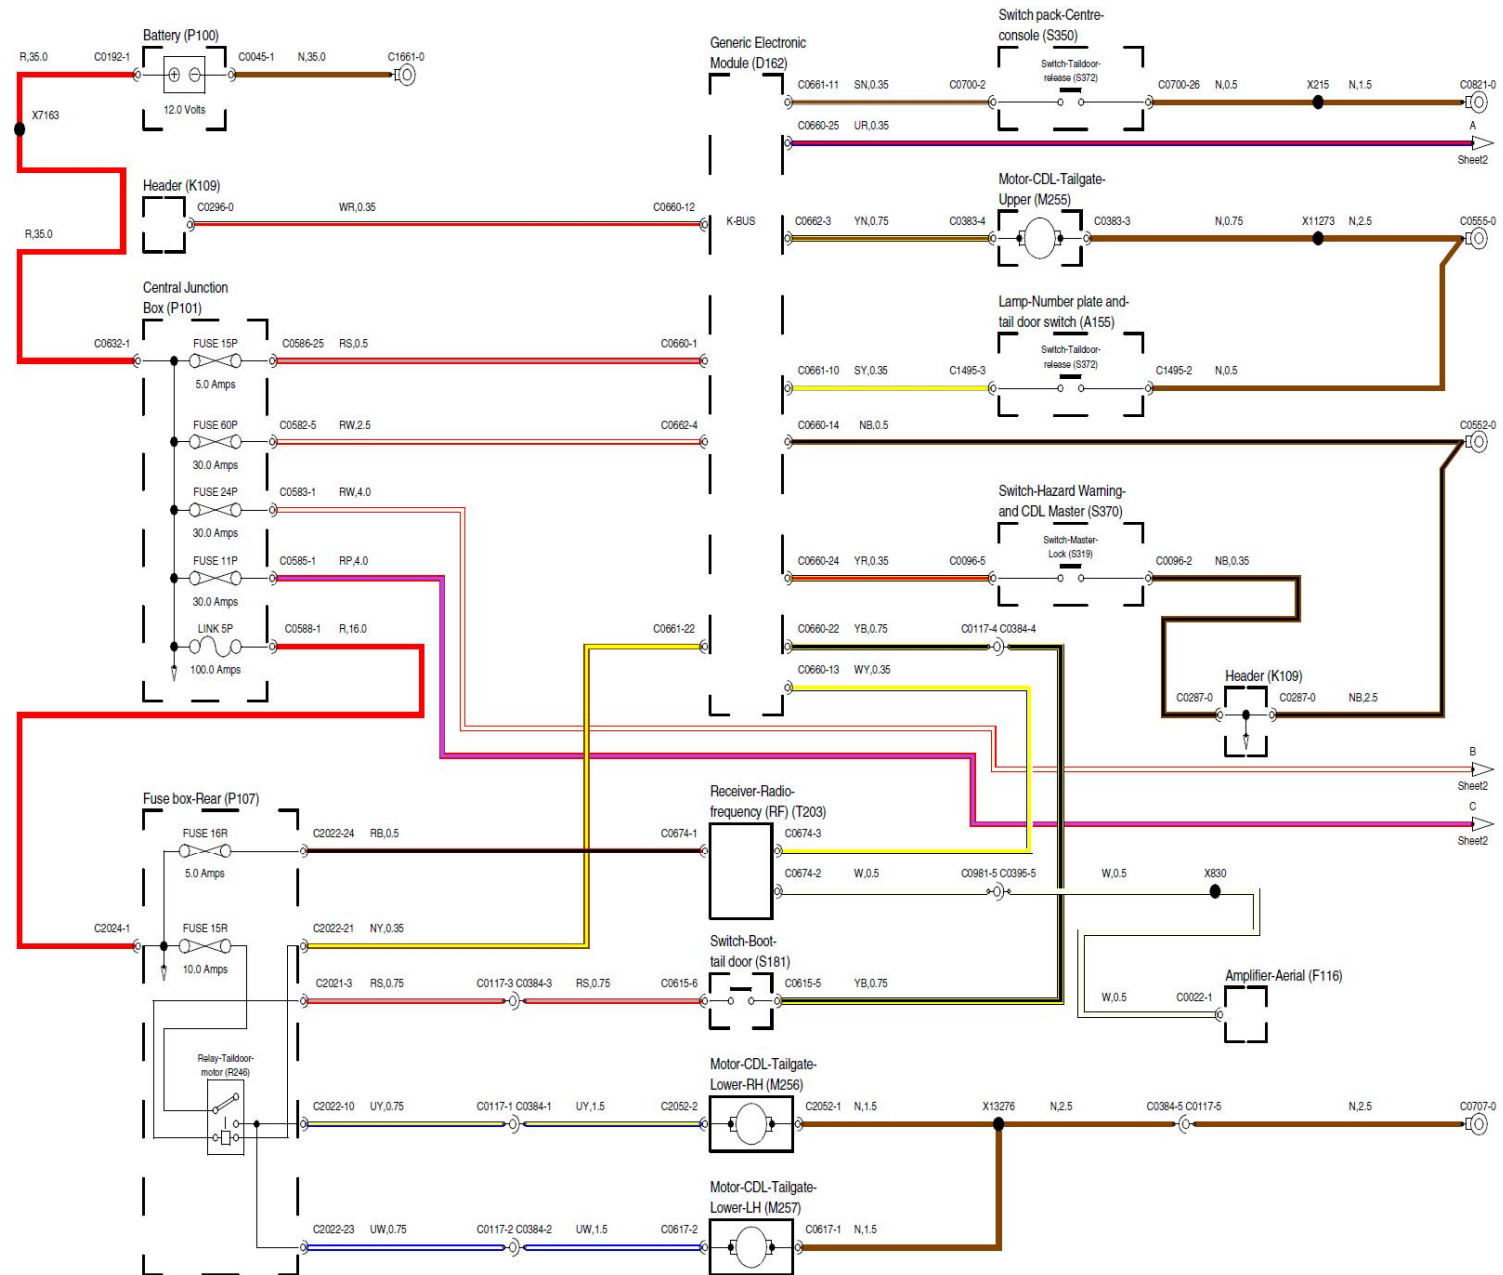 Battery (P100)
R,35.0
C0192-1
C0045-1
N,35.0
C1661-0
12.0 Volts
X7163
Header (K109)
C0296-0
WR,0.35
C0660-12
R,35.0
Central Junction
Box (P101)
C0632-1
FUSE 15P
C0586-25
RS,0.5
C0660-1
5.0 Amps
FUSE 60P
C0582-5
RW,2.5
C0662-4
30.0 Amps
FUSE 24P
C0583-1
RW,4.0
30.0 Amps
FUSE 11P
C0585-1
RP,4.0
30.0 Amps
LINK 5P
C0588-1
R,16.0
C0661-22
100.0 Amps
Generic Electronic
Module (D162)
K-BUS
Switch pack-Centre-
console (S350)
Switch-Taildoor-
release (S372)
C0661-11
SN,0.35
C0700-2
C0700-26
N,0.5
X215
N,1.5
C0821-0
C0660-25
UR,0.35
A
Sheet2
Motor-CDL-Tailgate-
Upper (M255)
C0662-3
YN,0.75
C0383-4
C0383-3
N,0.75
X11273
N,2.5
C0555-0
Lamp-Number plate and-
tail door switch (A155)
Switch-Taildoor-
release (S372)
C0661-10
SY,0.35
C1495-3
C1495-2
N,0.5
C0660-14
NB,0.5
C0552-0
Switch-Hazard Warning-
and CDL Master (S370)
Switch-Master-
Lock (S319)
C0660-24
YR,0.35
C0096-5
C0096-2
NB,0.35
C0660-22
YB,0.75
C0117-4 C0384-4
C0660-13
WY,0.35
Header (K109)
C0287-0
C0287-0
NB,2.5
B
Sheet2
C
Sheet2
Fuse box-Rear (P107)
FUSE 16R
C2022-24
RB,0.5
C0674-1
5.0 Amps
Receiver-Radio-
frequency (RF) (T203)
C0674-3
C0674-2
W,0.5
C0981-5 C0395-5
W,0.5
X830
C2024-1
FUSE 15R
C2022-21
NY,0.35
10.0 Amps
Switch-Boot-
tail door (S181)
C2021-3
RS,0.75
C0117-3 C0384-3
RS,0.75
C0615-6
C0615-5
YB,0.75
Amplifier-Aerial (F116)
W,0.5
C0022-1
Relay-Taildoor-
motor (R246)
Motor-CDL-Tailgate-
Lower-RH (M256)
C2022-10
UY,0.75
C0117-1 C0384-1
UY,1.5
C2052-2
C2052-1
N,1.5
X13276
N,2.5
C0384-5 C0117-5
N,2.5
C0707-0
Motor-CDL-Tailgate-
Lower-LH (M257)
C2022-23
UW,0.75
C0117-2 C0384-2
UW,1.5
C0617-2
C0617-1
N,1.5